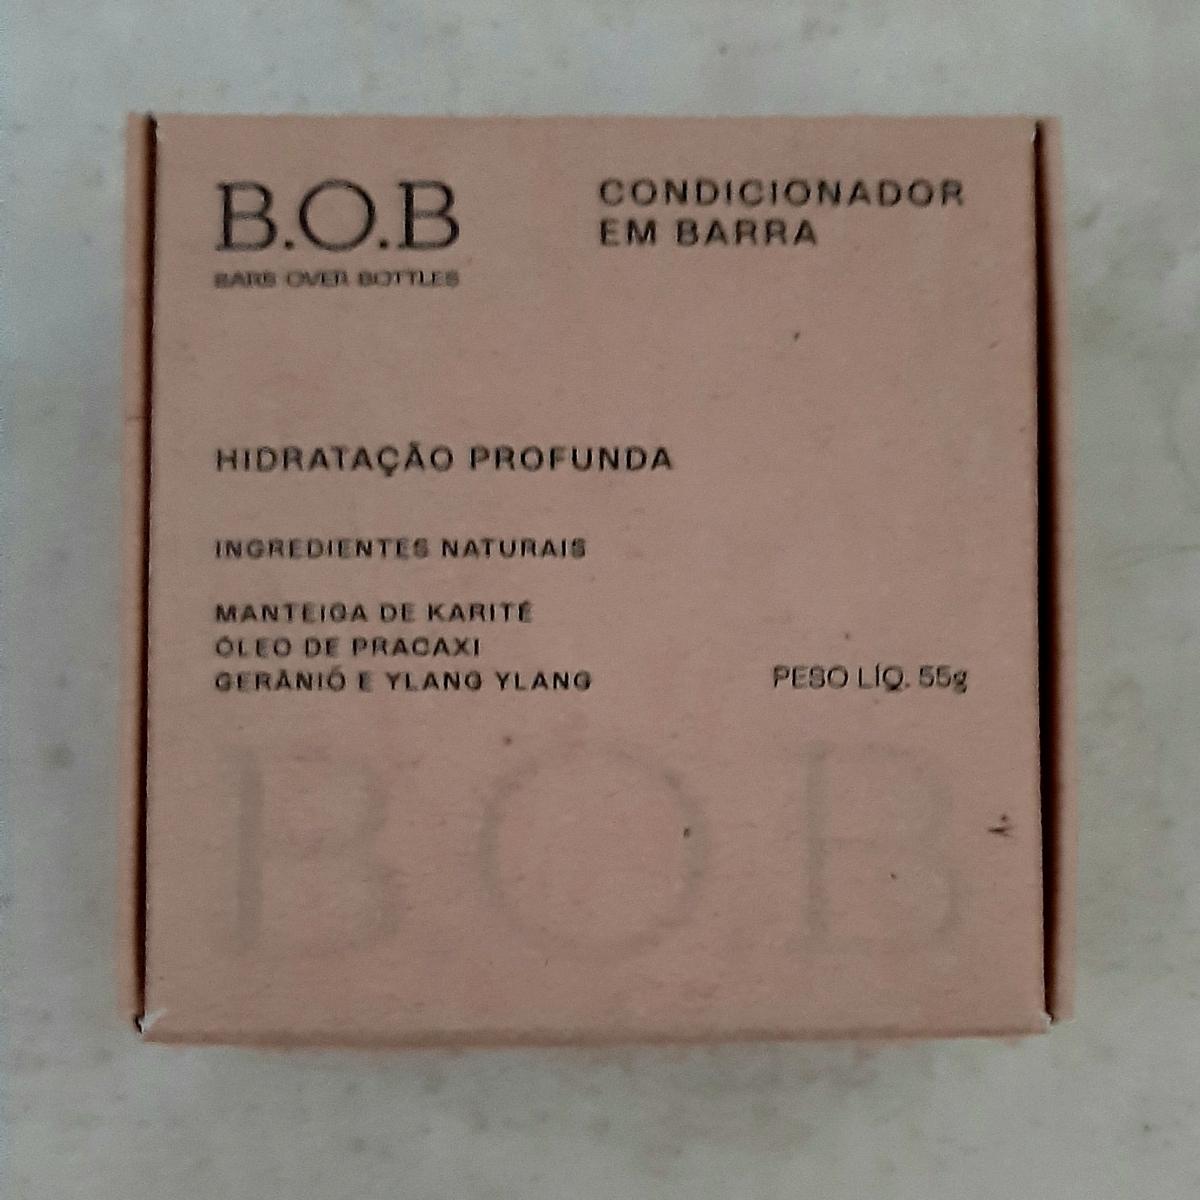 B.O.B
BARS OVER BOTTLES
CONDICIONADOR
EM BARRA
HIDRATAÇÃO PROFUNDA
INGREDIENTES NATURAIS
MANTEIGA DE KARITÉ
ÓLEO DE PRACAXI
GERÂNIO E YLANG YLANG
PESO LÍQ. 55g
BOB